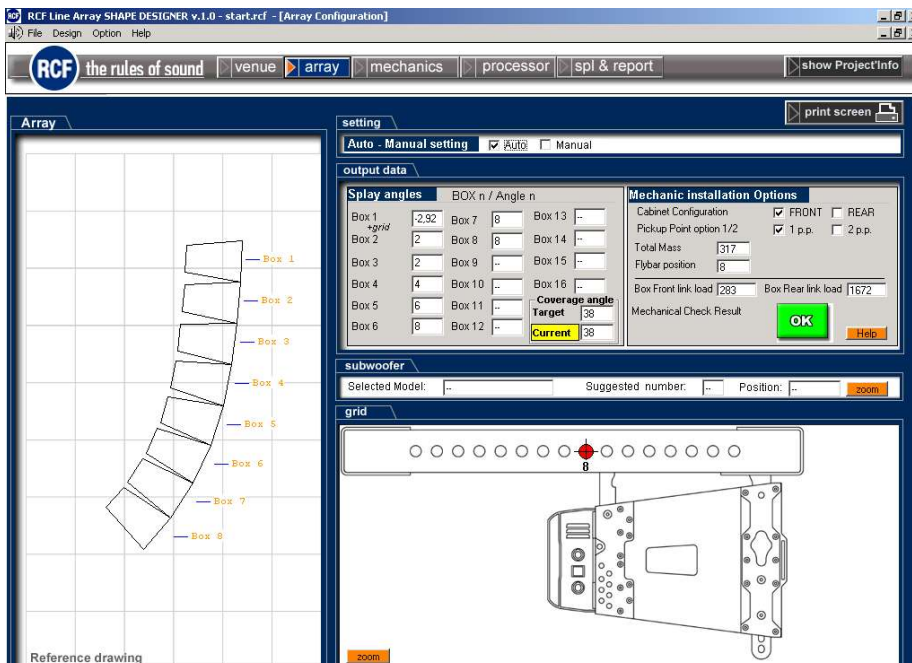 RCF Line Array SHAPE DESIGNER v.1.0 - start.rcf - [Array Configuration]
File Design Option Help
RCF the rules of sound venue array mechanics processor spl & report show Project'Info
print screen
Array
setting
Auto - Manual setting Auto Manual
output data
Splay angles BOX n / Angle n
Box 1 +grid -2,92 Box 7 8 Box 13 --
Box 2 2 Box 8 8 Box 14 --
Box 3 2 Box 9 -- Box 15 --
Box 4 4 Box 10 -- Box 16 --
Box 5 6 Box 11 --
Box 6 8 Box 12 --
Coverage angle
Target 38
Current 38
Mechanic installation Options
Cabinet Configuration FRONT REAR
Pickup Point option 1/2 1 p.p. 2 p.p.
Total Mass 317
Flybar position 8
Box Front link load 283 Box Rear link load 1672
Mechanical Check Result OK
Help
subwoofer
Selected Model: -- Suggested number: -- Position: -- zoom
grid
8
zoom
Box 1
Box 2
Box 3
Box 4
Box 5
Box 6
Box 7
Box 8
Reference drawing